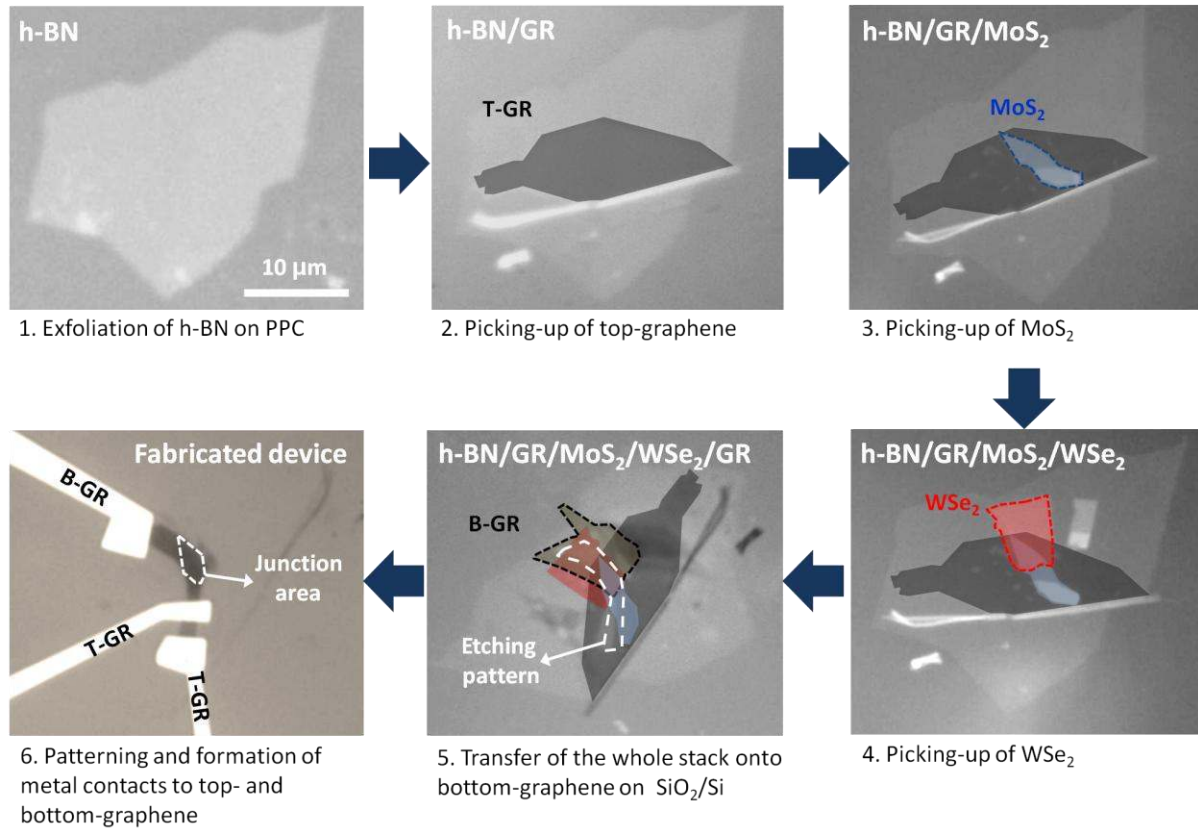 h-BN
10 μm
1. Exfoliation of h-BN on PPC
h-BN/GR
T-GR
2. Picking-up of top-graphene
h-BN/GR/MoS₂
MoS₂
3. Picking-up of MoS₂
h-BN/GR/MoS₂/WSe₂
WSe₂
4. Picking-up of WSe₂
h-BN/GR/MoS₂/WSe₂/GR
B-GR
Etching
pattern
5. Transfer of the whole stack onto
bottom-graphene on SiO₂/Si
Fabricated device
B-GR
Junction
area
T-GR
T-GR
6. Patterning and formation of
metal contacts to top- and
bottom-graphene